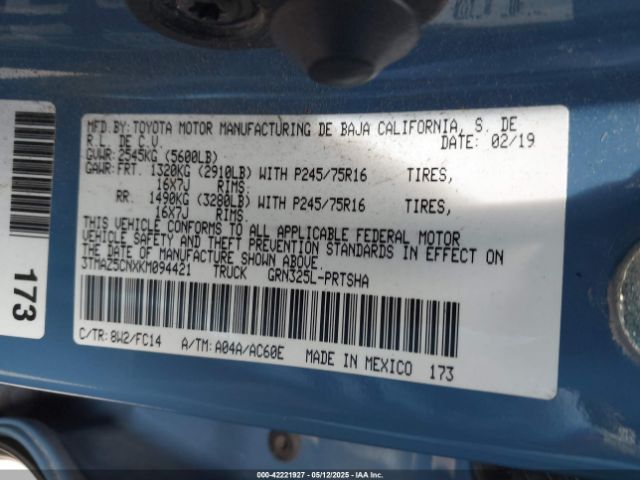 MFD.BY:TOYOTA MOTOR MANUFACTURING DE BAJA CALIFORNIA, S. DE
R.L. DE C.V. DATE: 02/19
GVWR: 2545KG (5600LB)
GAWR: FRT. 1320KG (2910LB) WITH P245/75R16 TIRES,
16X7J RIMS.
RR. 1490KG (3280LB) WITH P245/75R16 TIRES,
16X7J RIMS.
THIS VEHICLE CONFORMS TO ALL APPLICABLE FEDERAL MOTOR
VEHICLE SAFETY AND THEFT PREVENTION STANDARDS IN EFFECT ON
THE DATE OF MANUFACTURE SHOWN ABOVE.
3TMAZ5CNXKM094421 TRUCK GRN325L-PRTSHA
C/TR:8W2/FC14 A/TM:A04A/AC60E MADE IN MEXICO 173
173
000-42221927 - 05/12/2025 - IAAI.CA